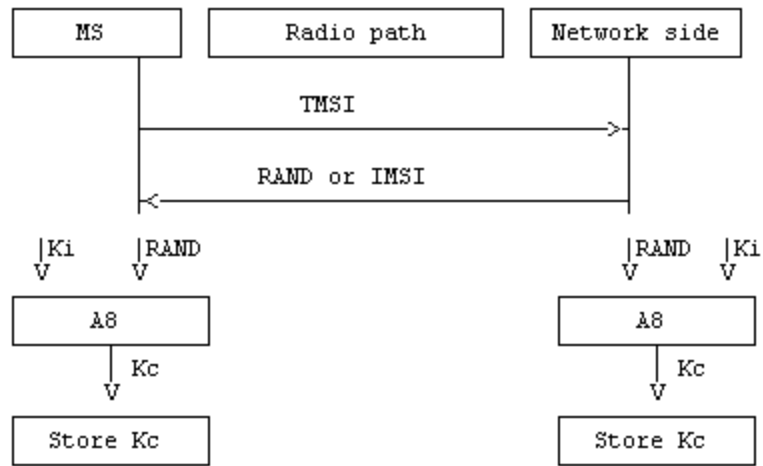 MS Radio path Network side
TMSI
RAND or IMSI
Ki RAND RAND Ki
A8 A8
Kc Kc
Store Kc Store Kc